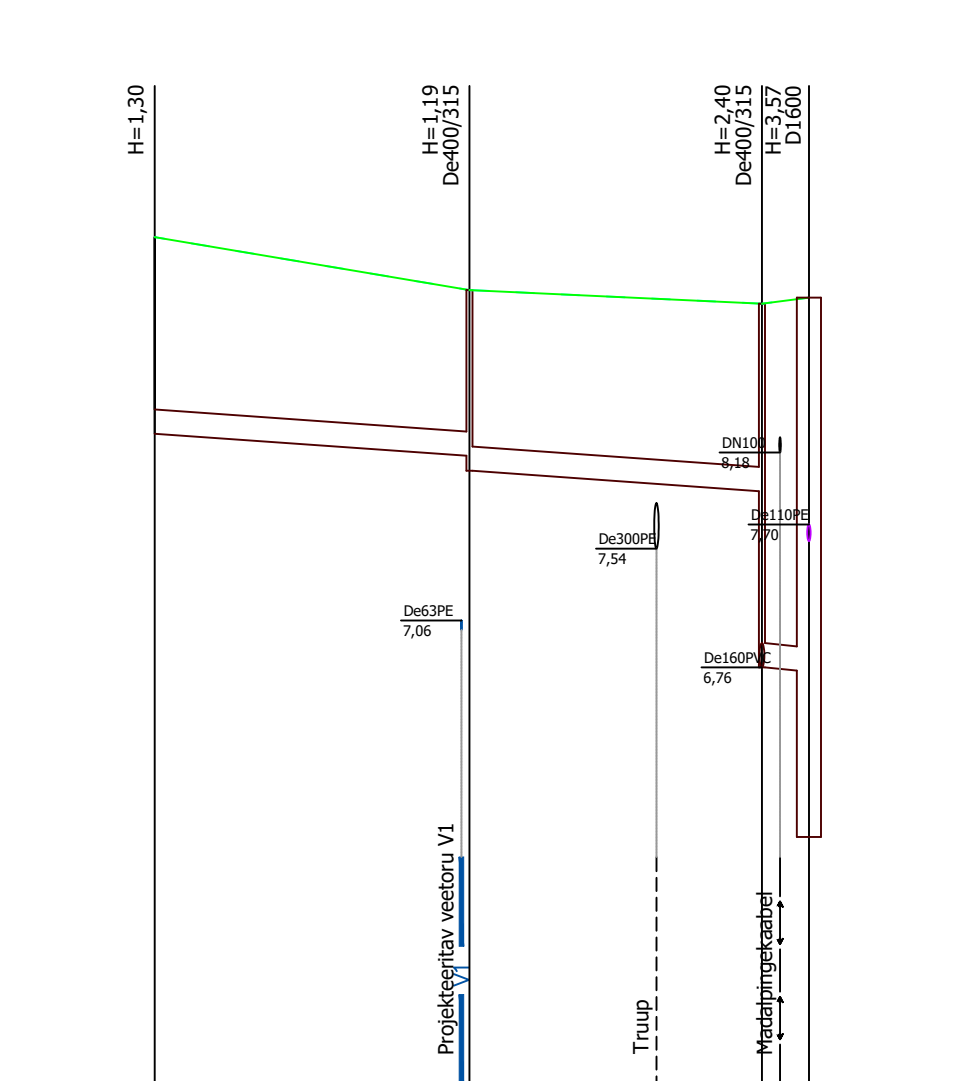 H=1,30
H=1,19
De400/315
H=2,40
De400/315
H=3,57
D1600
DN100
8,18
De110PE
7,70
De300PE
7,54
De63PE
7,06
De160PVC
6,76
Projekteeritav veetoru V1
V1
Truup
Madalpingekaabel